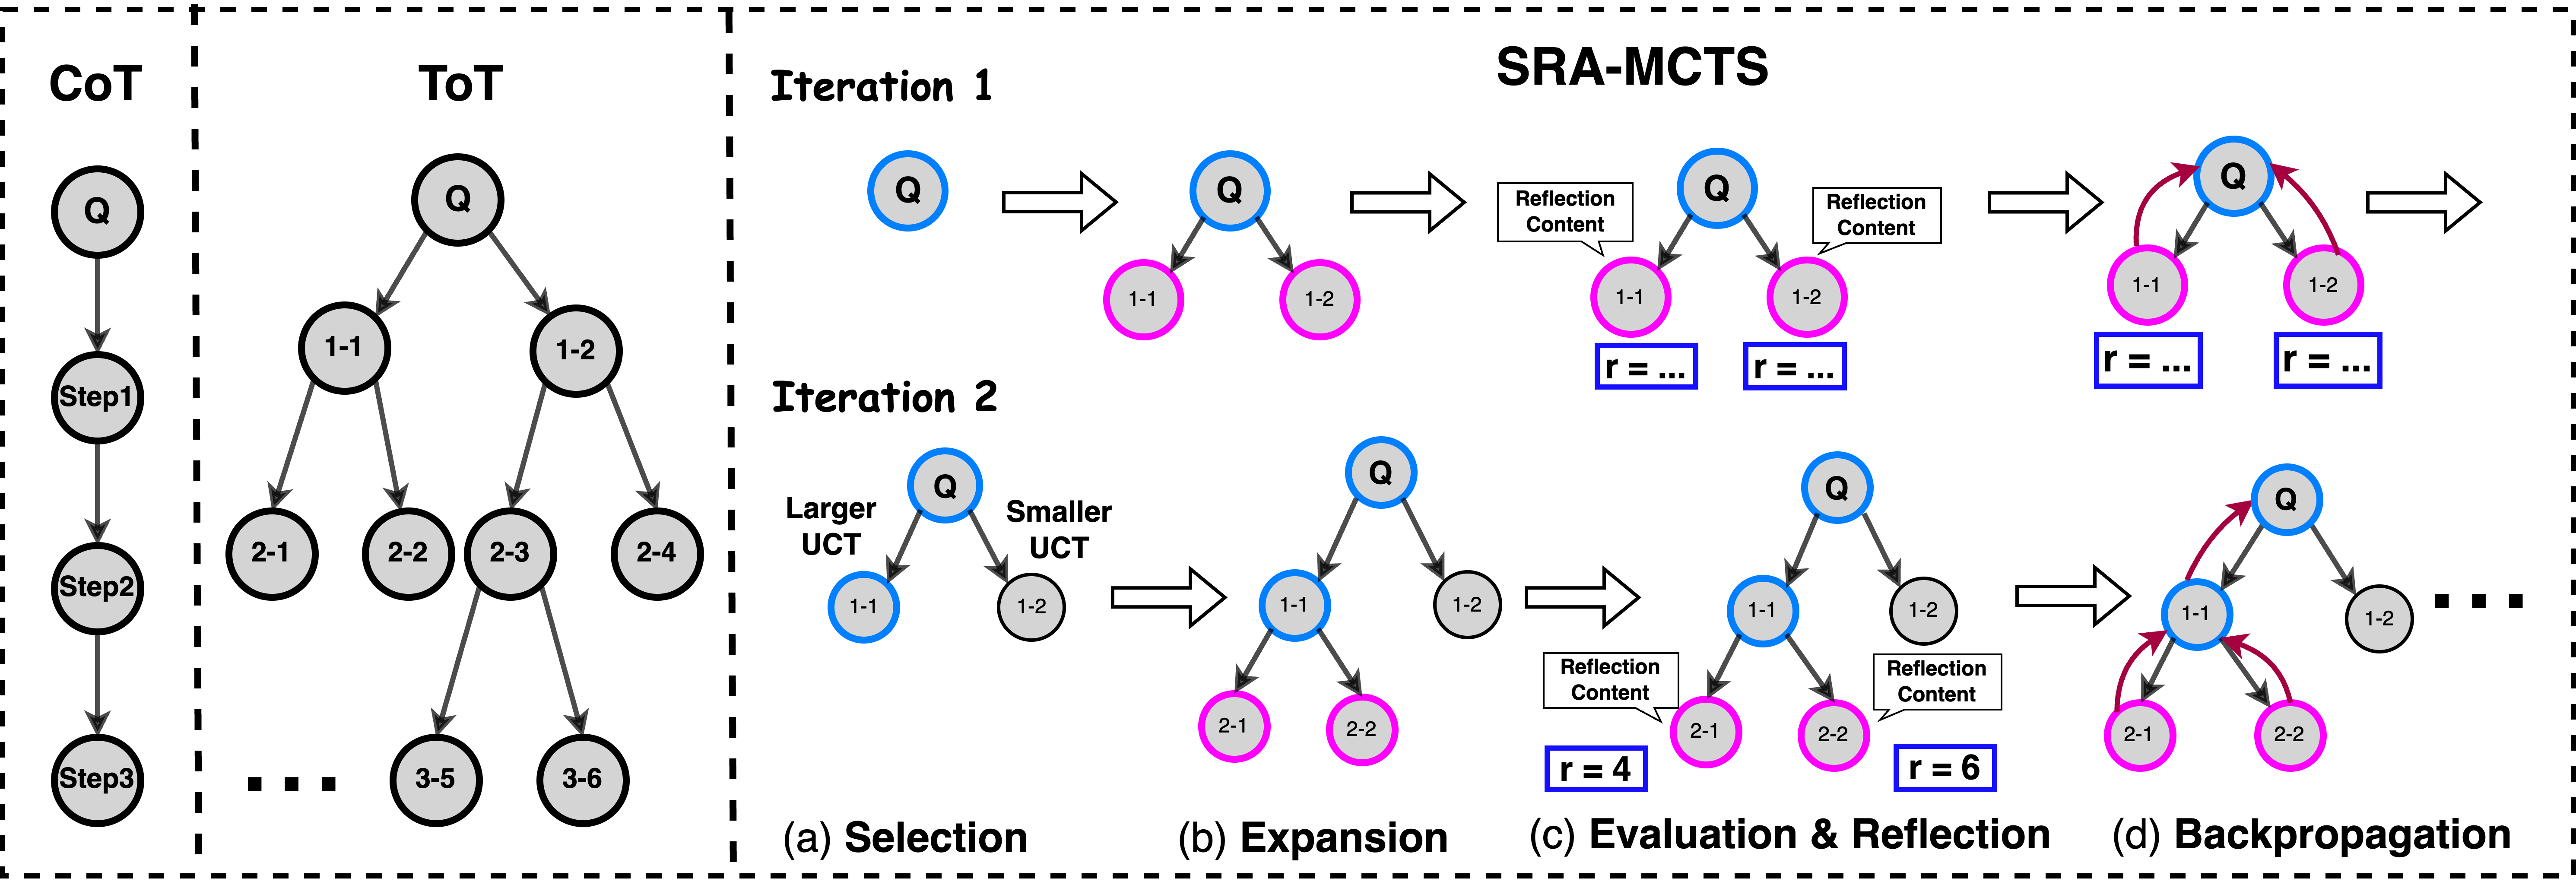 CoT
Q
Step1
Step2
Step3
ToT
Q
1-1
1-2
2-1
2-2
2-3
2-4
3-5
3-6
...
SRA-MCTS
Iteration 1
Q
Q
1-1
1-2
Q
Reflection
Content
Reflection
Content
1-1
1-2
r = ...
r = ...
Q
1-1
1-2
r = ...
r = ...
Iteration 2
Q
Larger
UCT
Smaller
UCT
1-1
1-2
Q
1-1
1-2
2-1
2-2
Q
1-1
1-2
Reflection
Content
Reflection
Content
2-1
2-2
r = 4
r = 6
Q
1-1
1-2
2-1
2-2
...
(a) Selection
(b) Expansion
(c) Evaluation & Reflection
(d) Backpropagation